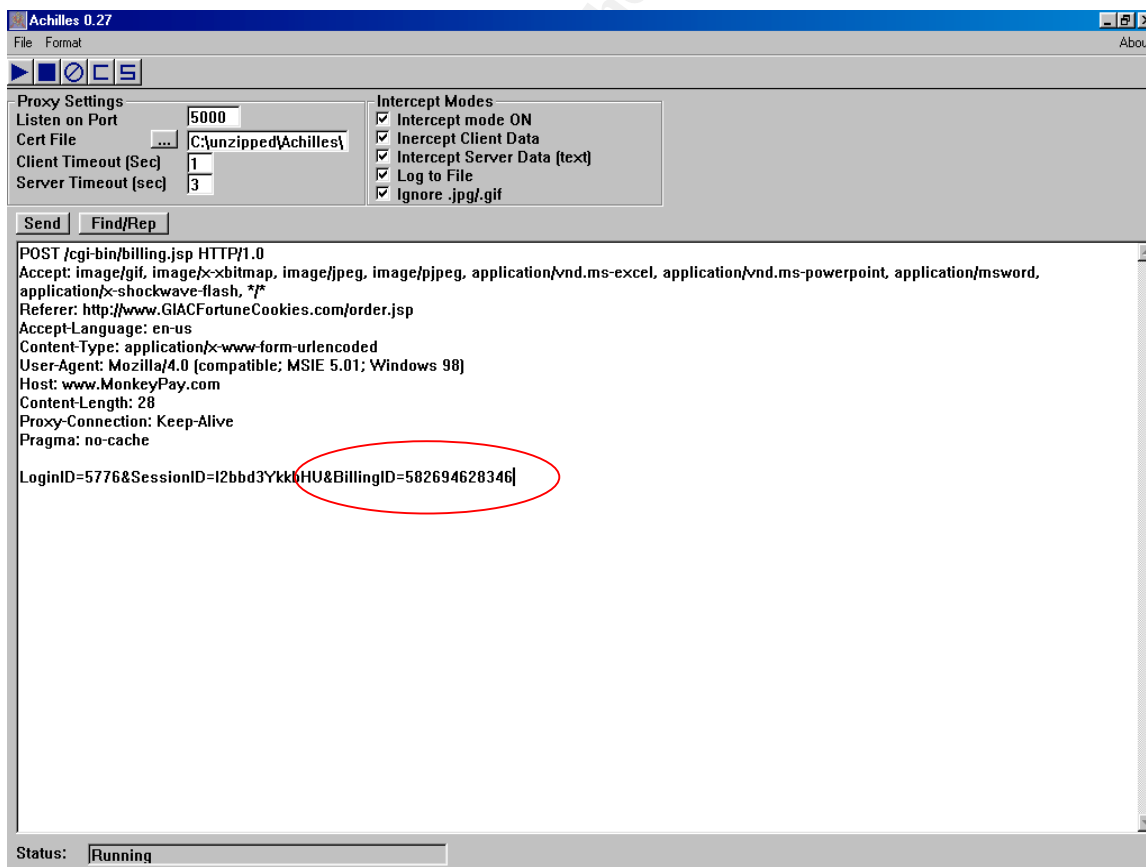 Achilles 0.27
File Format
Abou
Proxy Settings
Listen on Port 5000
Cert File ... C:\unzipped\Achilles\
Client Timeout (Sec) 1
Server Timeout (sec) 3
Intercept Modes
Intercept mode ON
Inercept Client Data
Intercept Server Data (text)
Log to File
Ignore .jpg/.gif
Send Find/Rep
POST /cgi-bin/billing.jsp HTTP/1.0
Accept: image/gif, image/x-xbitmap, image/jpeg, image/pjpeg, application/vnd.ms-excel, application/vnd.ms-powerpoint, application/msword,
application/x-shockwave-flash, */*
Referer: http://www.GIACFortuneCookies.com/order.jsp
Accept-Language: en-us
Content-Type: application/x-www-form-urlencoded
User-Agent: Mozilla/4.0 (compatible; MSIE 5.01; Windows 98)
Host: www.MonkeyPay.com
Content-Length: 28
Proxy-Connection: Keep-Alive
Pragma: no-cache
LoginID=5776&SessionID=l2bbd3YkkbHU&BillingID=582694628346
Status: Running